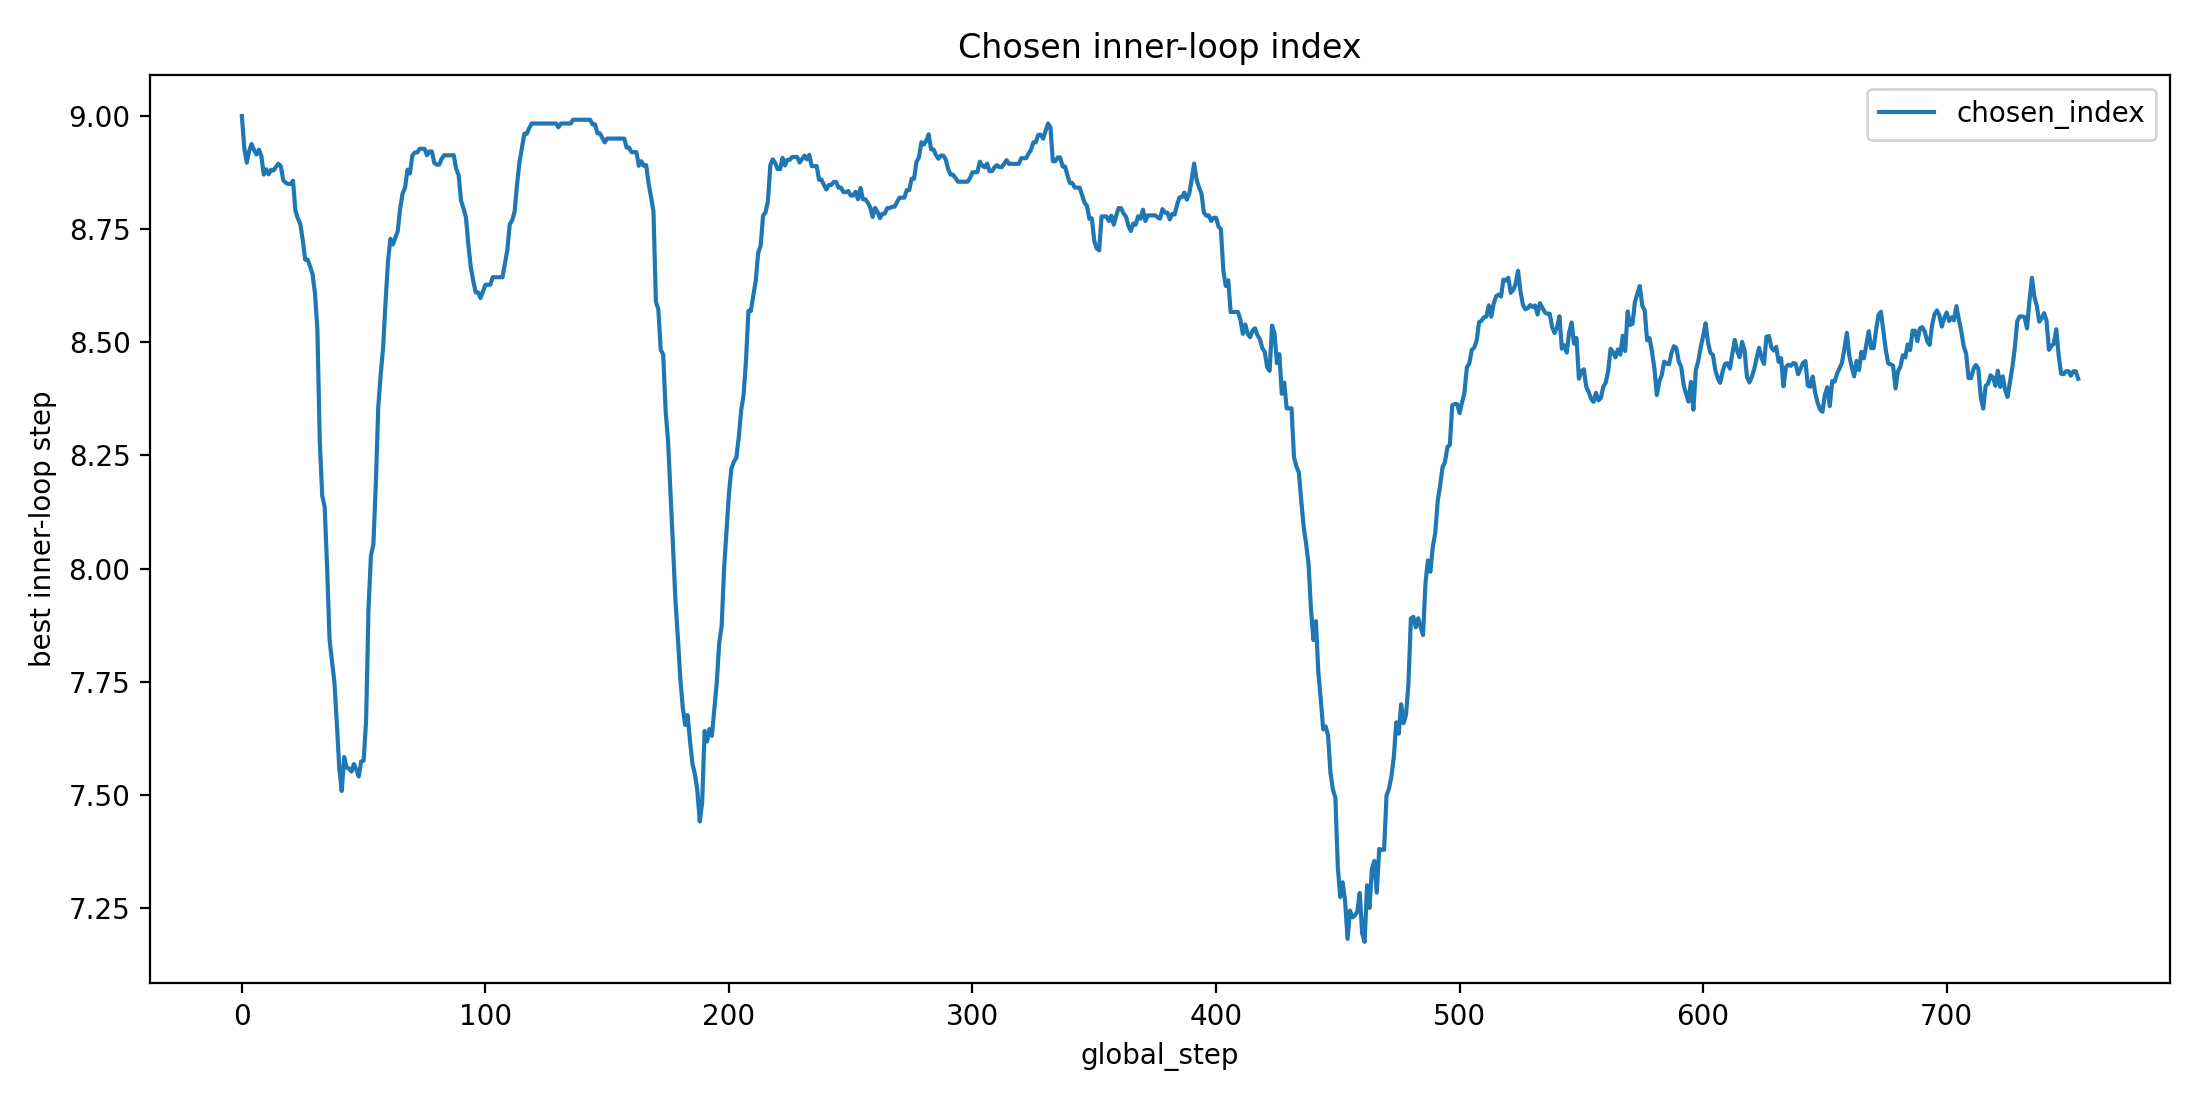 Chosen inner-loop index
chosen_index
best inner-loop step
9.00
8.75
8.50
8.25
8.00
7.75
7.50
7.25
0 100 200 300 400 500 600 700
global_step